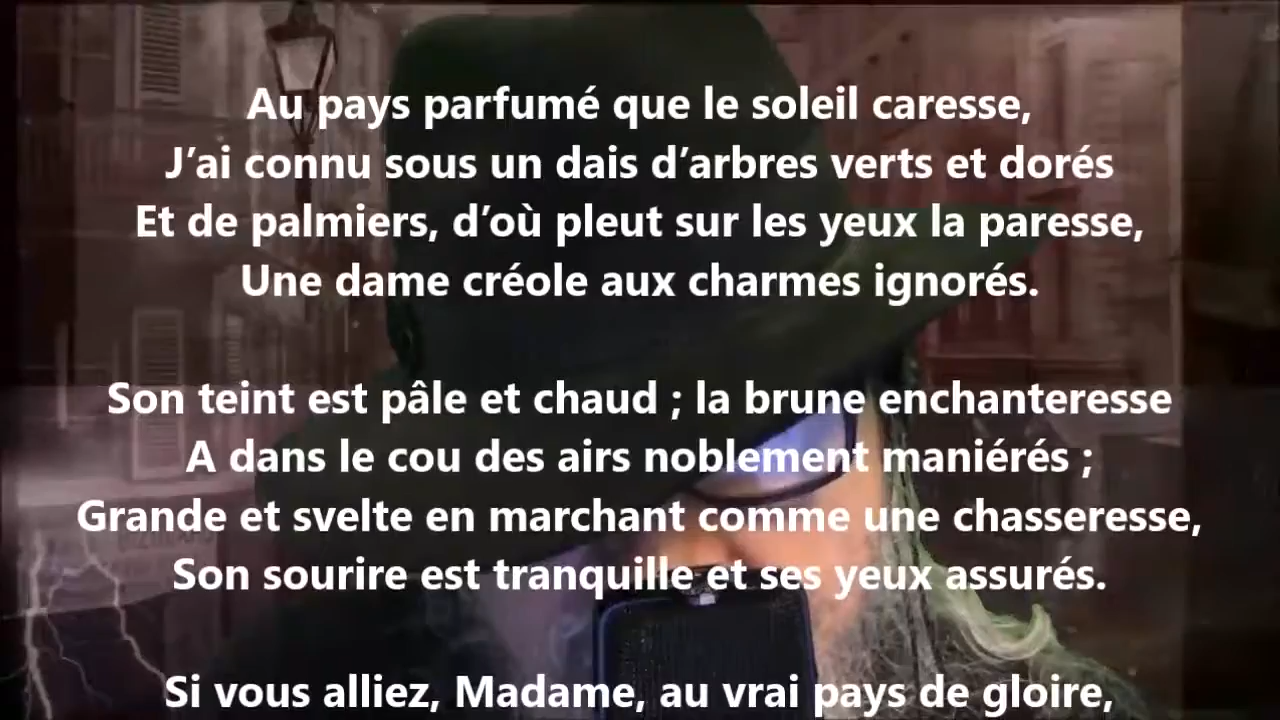 Au pays parfumé que le soleil caresse,
J’ai connu sous un dais d’arbres verts et dorés
Et de palmiers, d’où pleut sur les yeux la paresse,
Une dame créole aux charmes ignorés.
Son teint est pâle et chaud ; la brune enchanteresse
A dans le cou des airs noblement maniérés ;
Grande et svelte en marchant comme une chasseresse,
Son sourire est tranquille et ses yeux assurés.
Si vous alliez, Madame, au vrai pays de gloire,